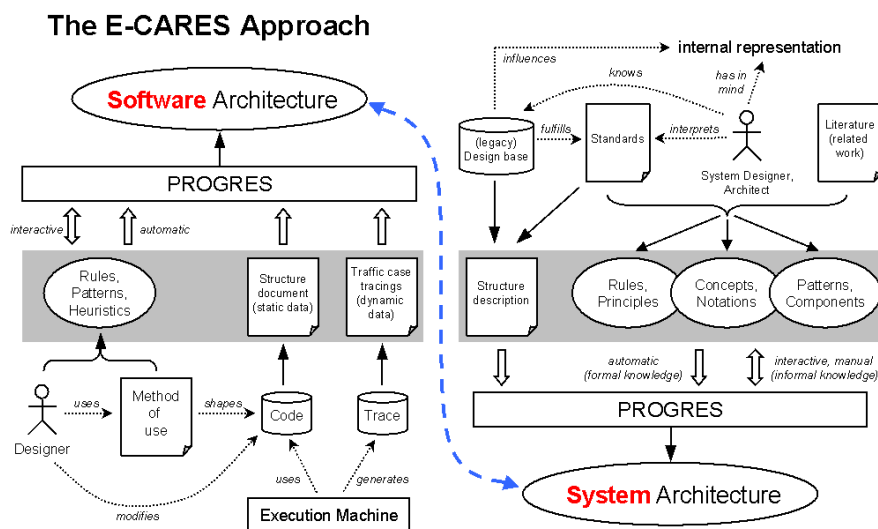 The E-CARES Approach
Software Architecture
PROGRES
interactive
automatic
Rules,
Patterns,
Heuristics
Structure
document
(static data)
Traffic case
tracings
(dynamic
data)
Designer
uses
Method
of
use
shapes
Code
Trace
modifies
uses
generates
Execution Machine
influences
internal representation
knows
has in
mind
(legacy)
Design base
fulfills
Standards
interprets
System Designer,
Architect
Literature
(related
work)
Structure
description
Rules,
Principles
Concepts,
Notations
Patterns,
Components
automatic
(formal knowledge)
interactive, manual
(informal knowledge)
PROGRES
System Architecture